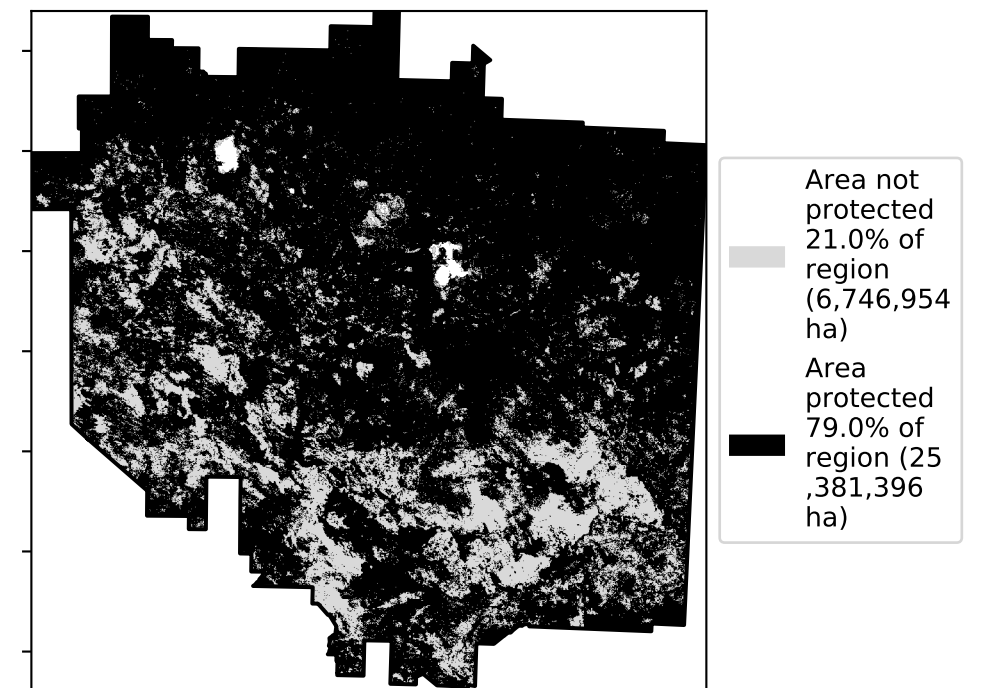 Area not
protected
21.0% of
region
(6,746,954
ha)
Area
protected
79.0% of
region (25
,381,396
ha)